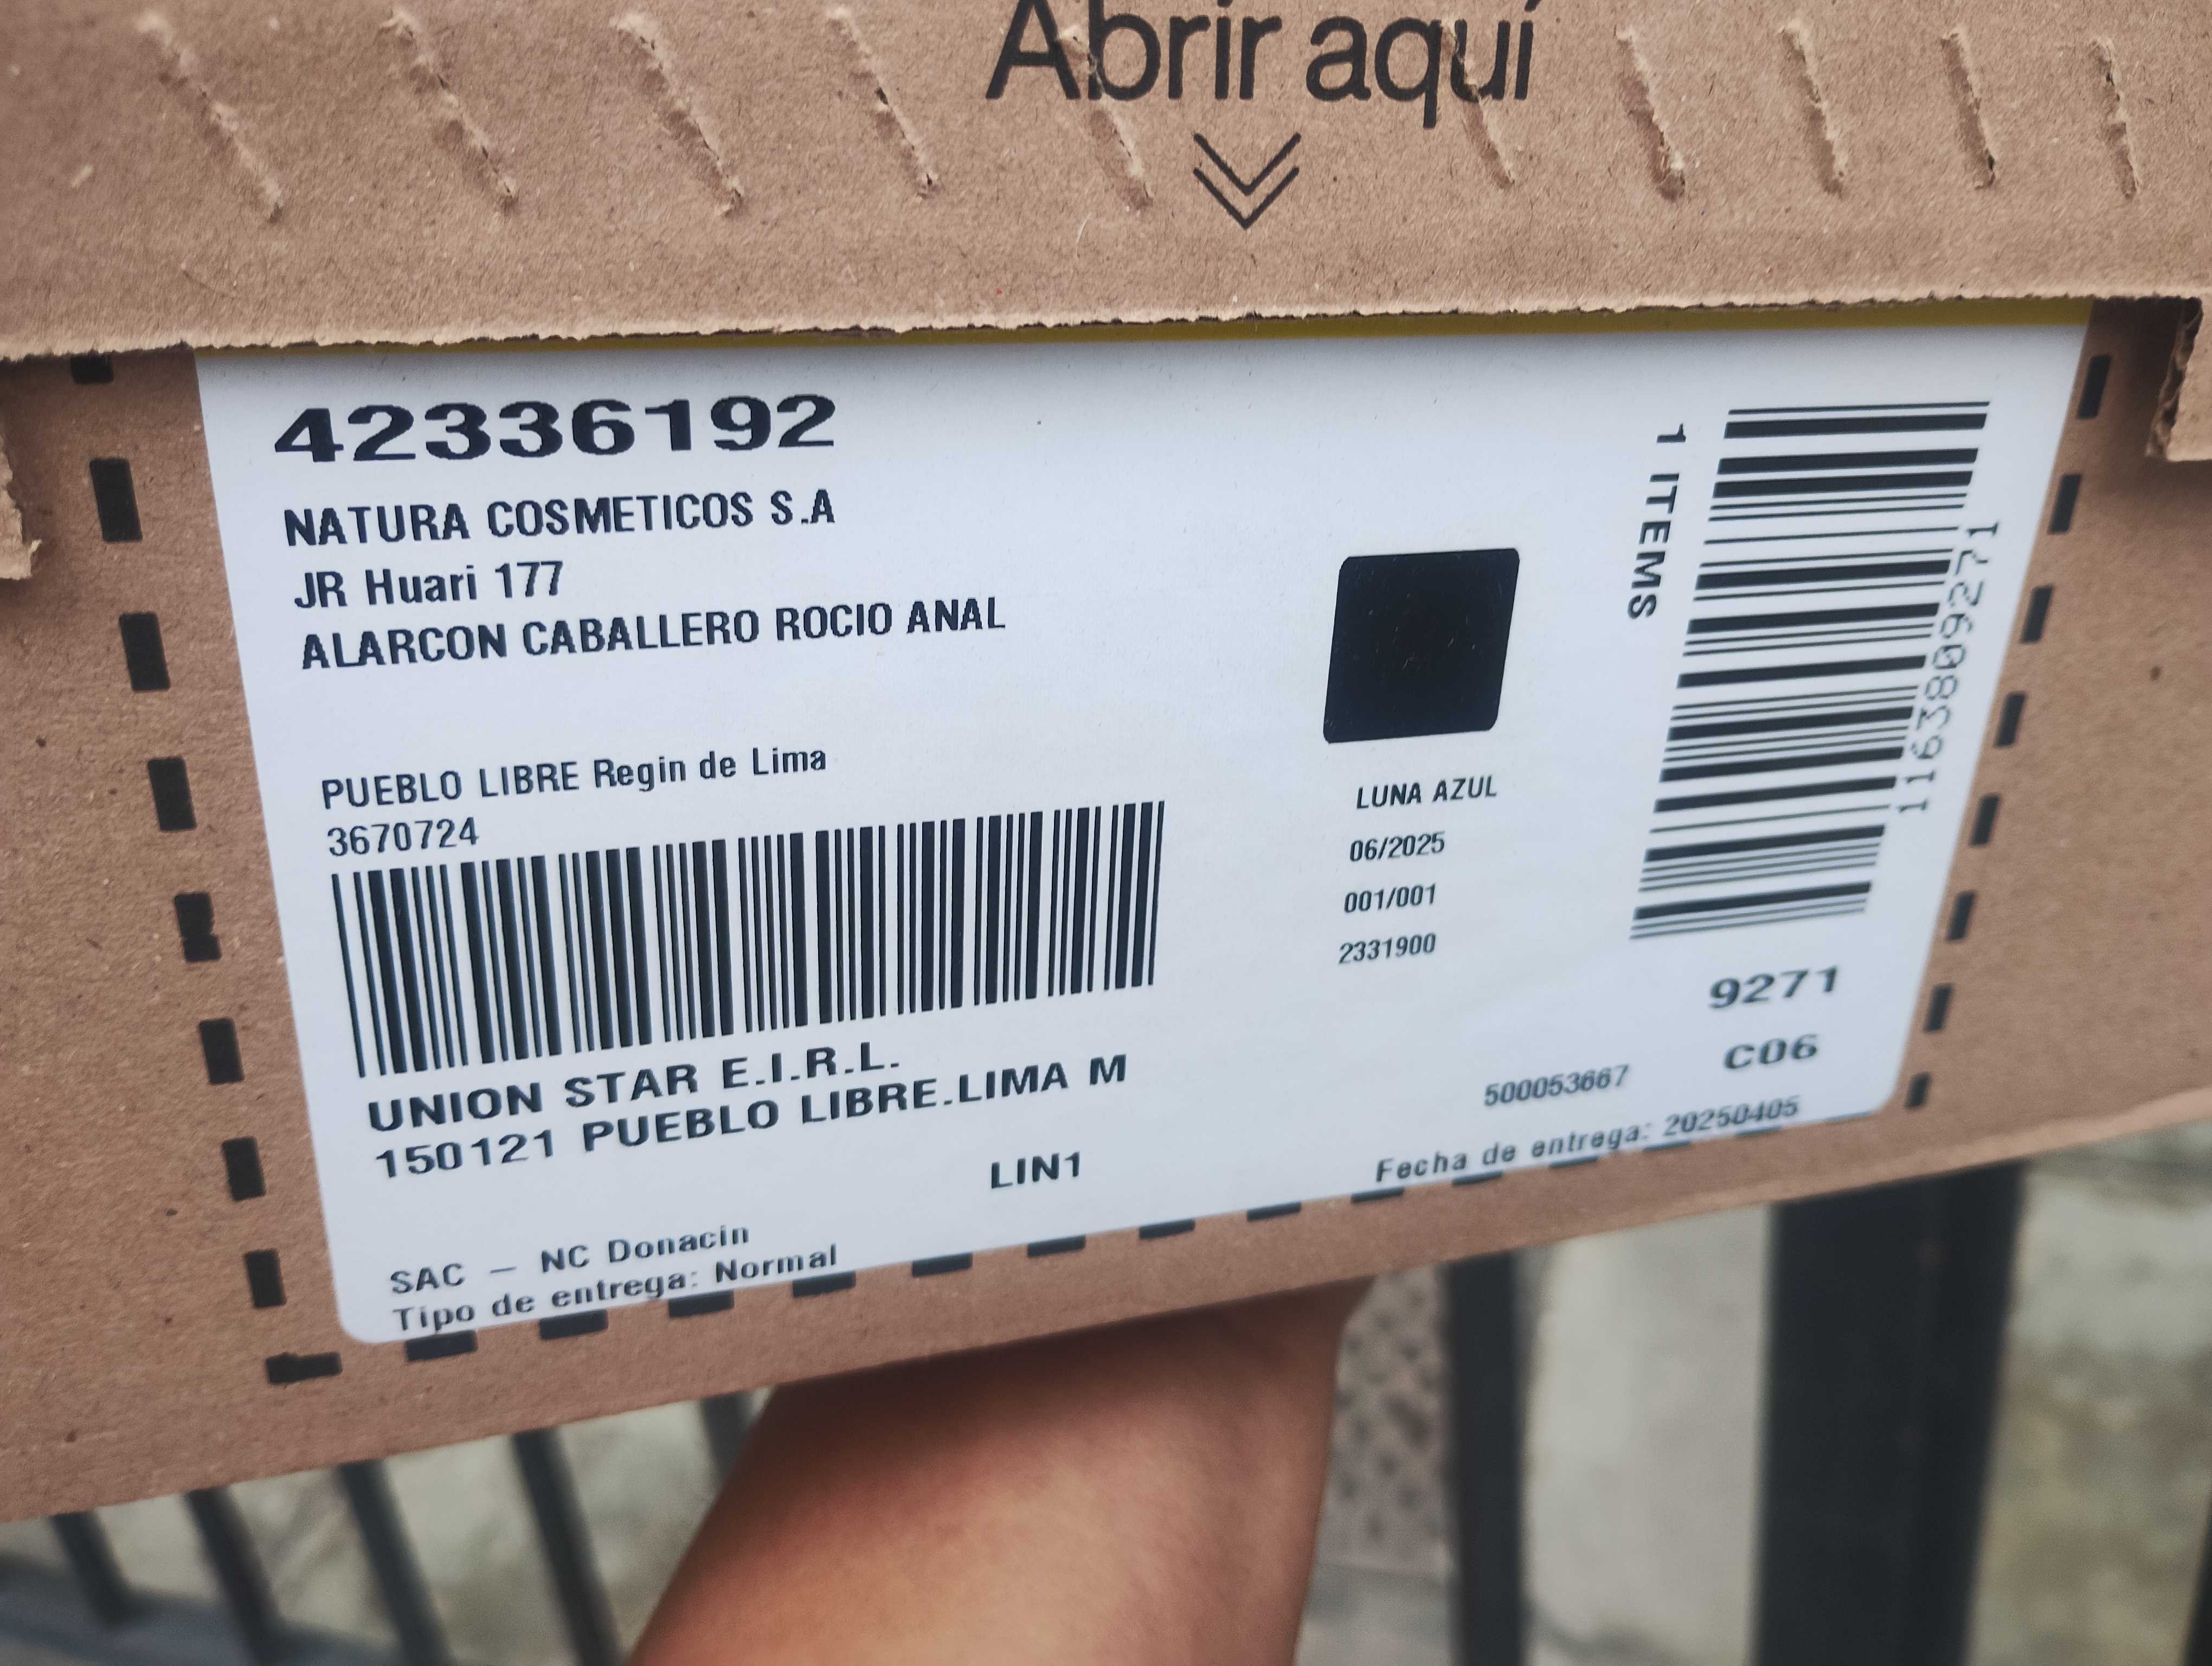 Abrir aquí
42336192
NATURA COSMETICOS S.A
JR Huari 177
ALARCON CABALLERO ROCIO ANAL
PUEBLO LIBRE Regin de Lima
3670724
UNION STAR E.I.R.L.
150121 PUEBLO LIBRE.LIMA M
LIN1
SAC – NC Donacin
Tipo de entrega: Normal
LUNA AZUL
06/2025
001/001
2331900
1 ITEMS
1163809271
9271
C06
500053667
Fecha de entrega: 20250405